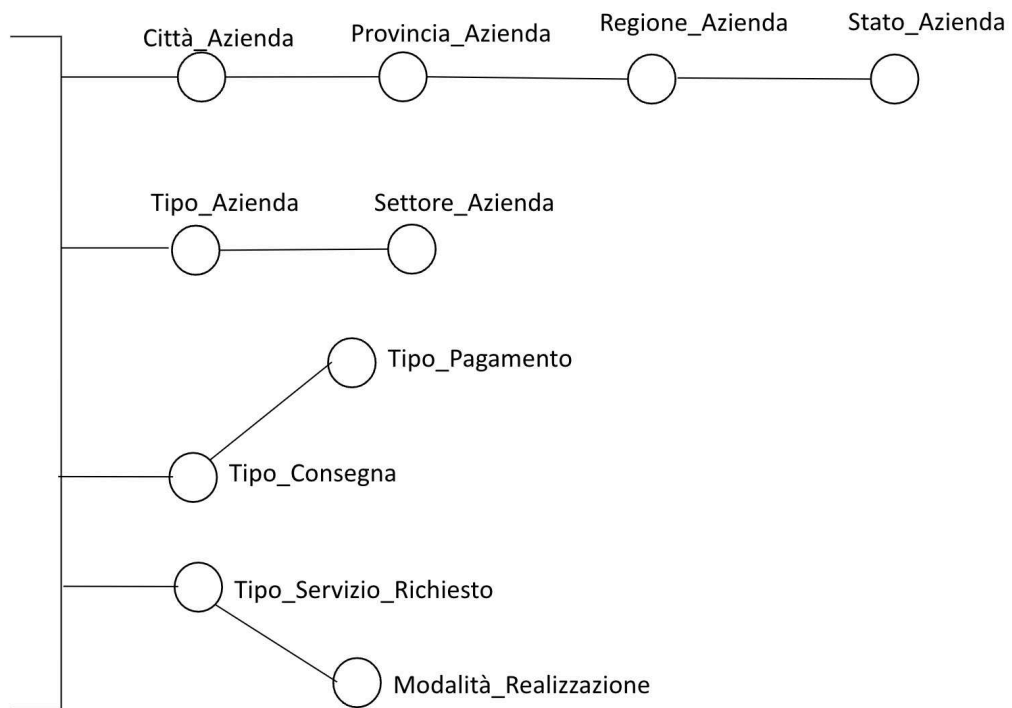 Città_Azienda
Provincia_Azienda
Regione_Azienda
Stato_Azienda
Tipo_Azienda
Settore_Azienda
Tipo_Pagamento
Tipo_Consegna
Tipo_Servizio_Richiesto
Modalità_Realizzazione